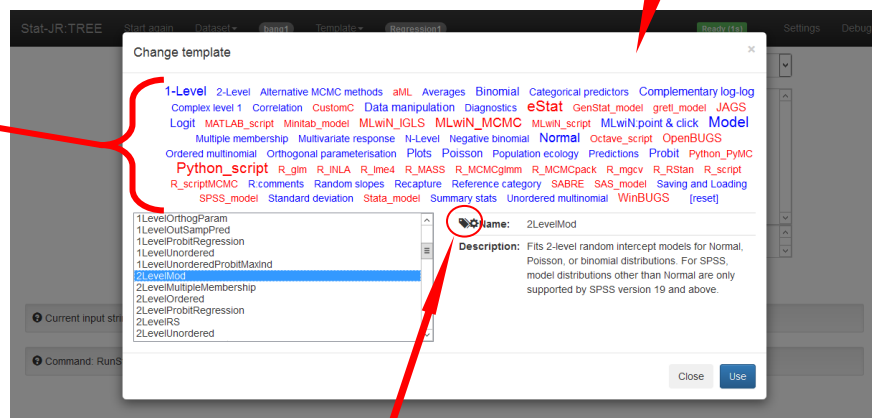 Stat-JR:TREE Start again Dataset bang1 Template Regression1 Ready (1s) Settings Debug
Change template ×
1-Level 2-Level Alternative MCMC methods aML Averages Binomial Categorical predictors Complementary log-log
Complex level 1 Correlation CustomC Data manipulation Diagnostics eStat GenStat_model gretl_model JAGS
Logit MATLAB_script Minitab_model MLwiN_IGLS MLwiN_MCMC MLwiN_script MLwiN:point & click Model
Multiple membership Multivariate response N-Level Negative binomial Normal Octave_script OpenBUGS
Ordered multinomial Orthogonal parameterisation Plots Poisson Population ecology Predictions Probit Python_PyMC
Python_script R_glm R_INLA R_lme4 R_MASS R_MCMCglmm R_MCMCpack R_mgcv R_RStan R_script
R_scriptMCMC R:comments Random slopes Recapture Reference category SABRE SAS_model Saving and Loading
SPSS_model Standard deviation Stata_model Summary stats Unordered multinomial WinBUGS [reset]
1LevelOrthogParam
1LevelOutSampPred
1LevelProbitRegression
1LevelUnordered
1LevelUnorderedProbitMaxInd
2LevelMod
2LevelMultipleMembership
2LevelOrdered
2LevelProbitRegression
2LevelRS
2LevelUnordered
Name: 2LevelMod
Description: Fits 2-level random intercept models for Normal,
Poisson, or binomial distributions. For SPSS,
model distributions other than Normal are only
supported by SPSS version 19 and above.
Current input stri
Command: RunS
Close Use